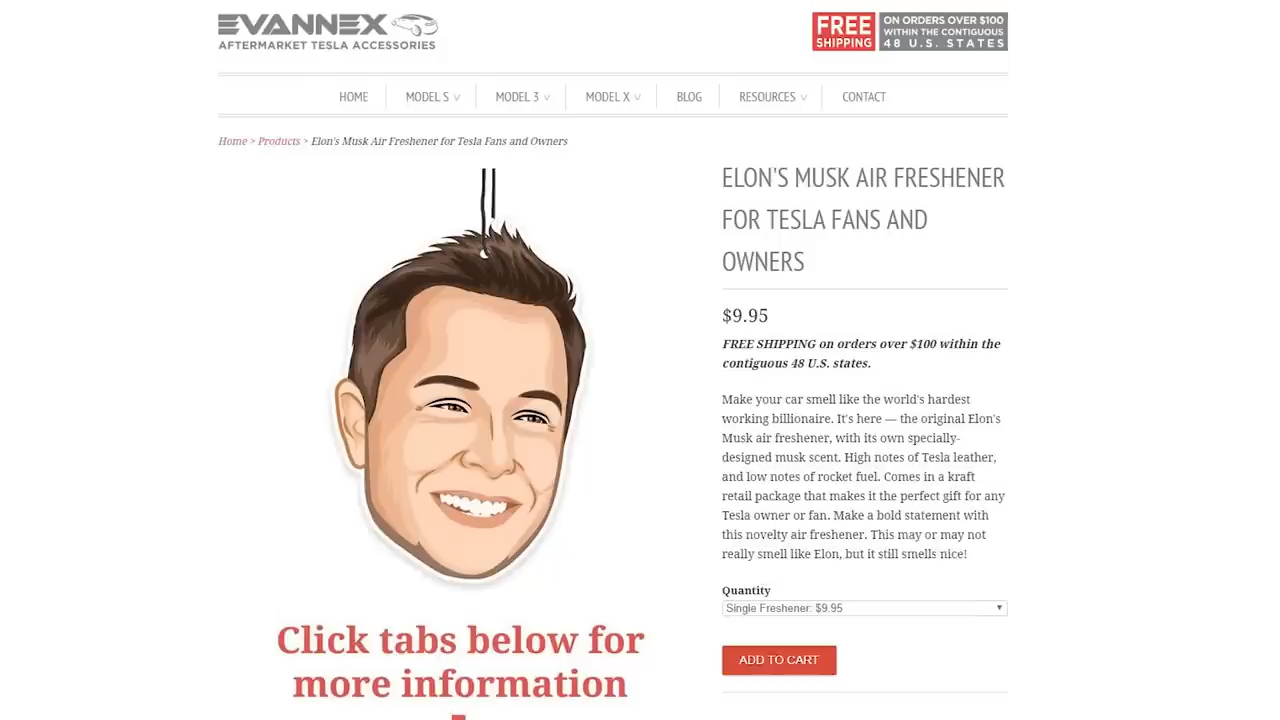 EVANNEX
AFTERMARKET TESLA ACCESSORIES
FREE SHIPPING
ON ORDERS OVER $100
WITHIN THE CONTIGUOUS
48 U.S. STATES
HOME MODEL S MODEL 3 MODEL X BLOG RESOURCES CONTACT
Home > Products > Elon's Musk Air Freshener for Tesla Fans and Owners
ELON'S MUSK AIR FRESHENER
FOR TESLA FANS AND
OWNERS
$9.95
FREE SHIPPING on orders over $100 within the
contiguous 48 U.S. states.
Make your car smell like the world's hardest
working billionaire. It's here — the original Elon's
Musk air freshener, with its own specially-
designed musk scent. High notes of Tesla leather,
and low notes of rocket fuel. Comes in a kraft
retail package that makes it the perfect gift for any
Tesla owner or fan. Make a bold statement with
this novelty air freshener. This may or may not
really smell like Elon, but it still smells nice!
Quantity
Single Freshener: $9.95
ADD TO CART
Click tabs below for
more information